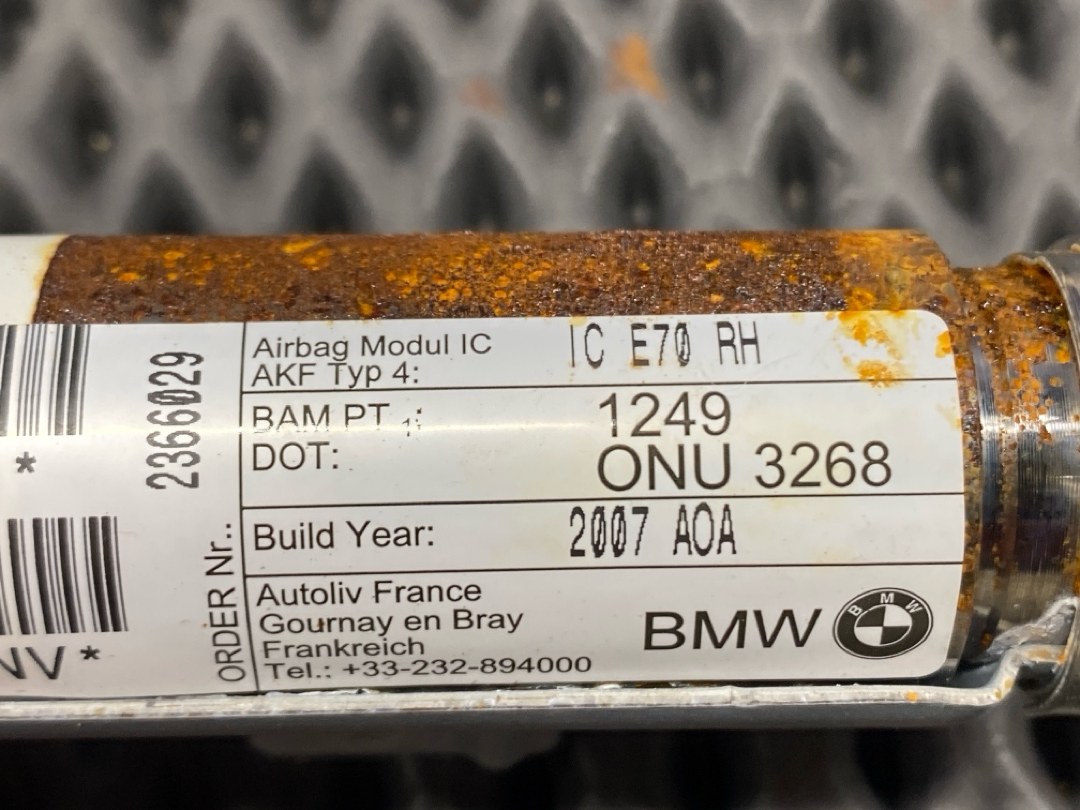 Airbag Modul IC IC E70 RH
AKF Typ 4:
BAM PT 1: 1249
DOT: ONU 3268
Build Year: 2007 AOA
Autoliv France
Gournay en Bray
Frankreich
Tel.: +33-232-894000
BMW
BMW
ORDER Nr.: 2366029
*
NV *